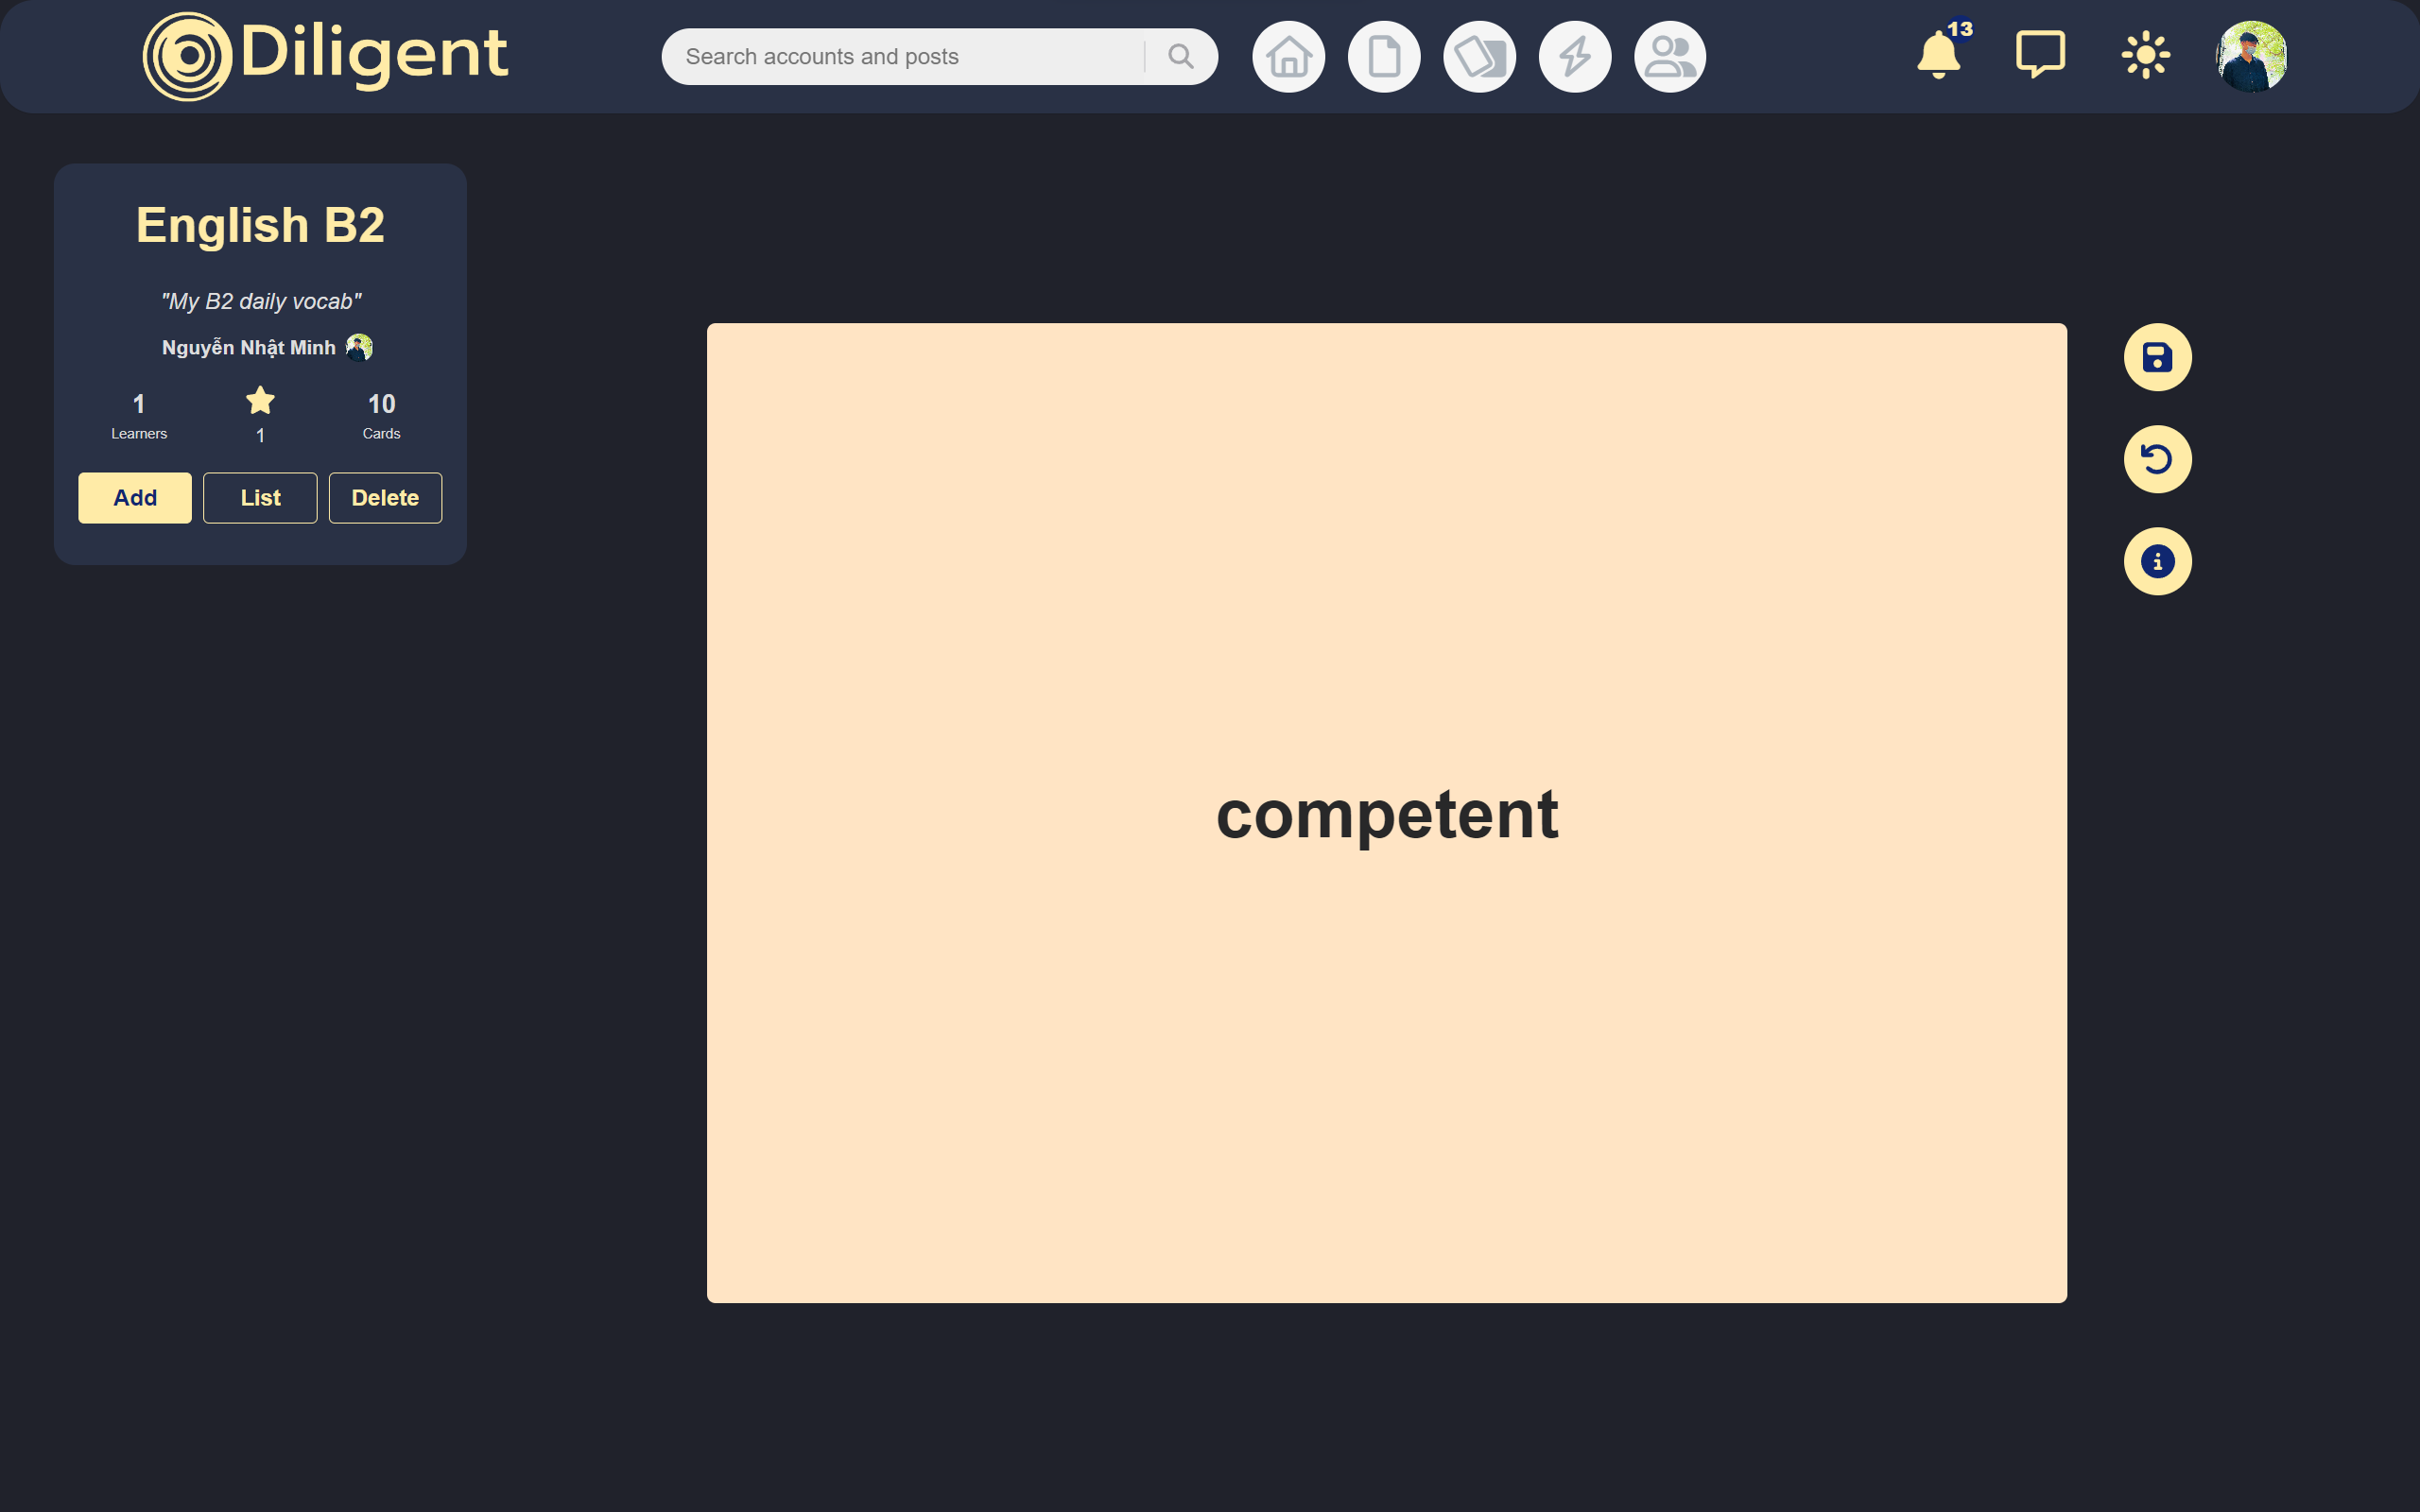 Diligent
Search accounts and posts
13
English B2
"My B2 daily vocab"
Nguyễn Nhật Minh
1
Learners
1
10
Cards
Add
List
Delete
competent